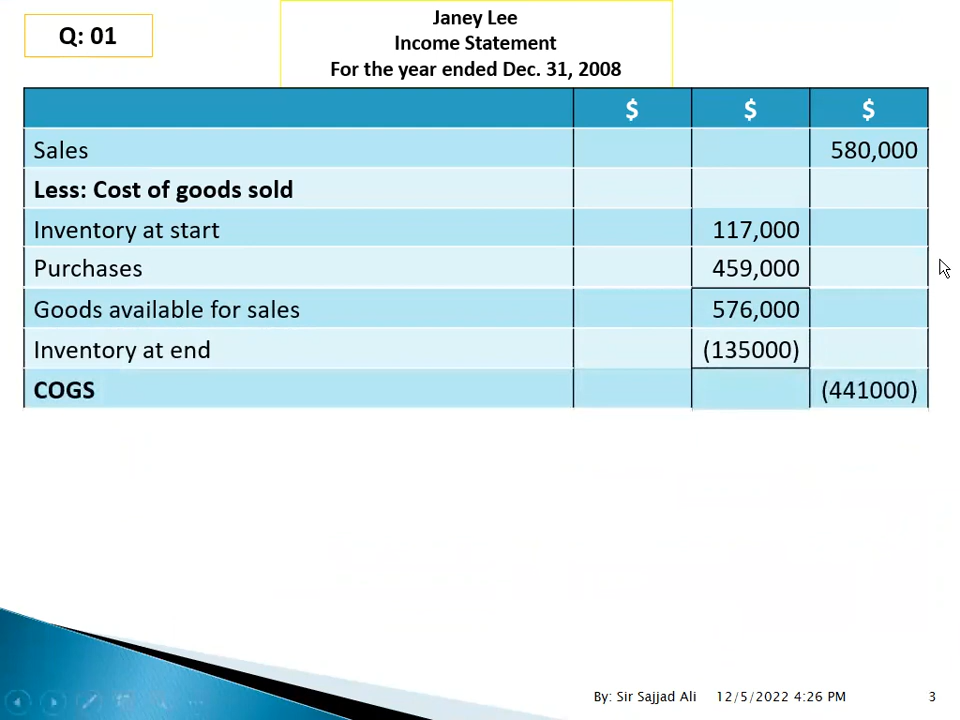 Q: 01
Janey Lee
Income Statement
For the year ended Dec. 31, 2008
$ $ $
Sales 580,000
Less: Cost of goods sold
Inventory at start 117,000
Purchases 459,000
Goods available for sales 576,000
Inventory at end (135000)
COGS (441000)
By: Sir Sajjad Ali 12/5/2022 4:26 PM 3